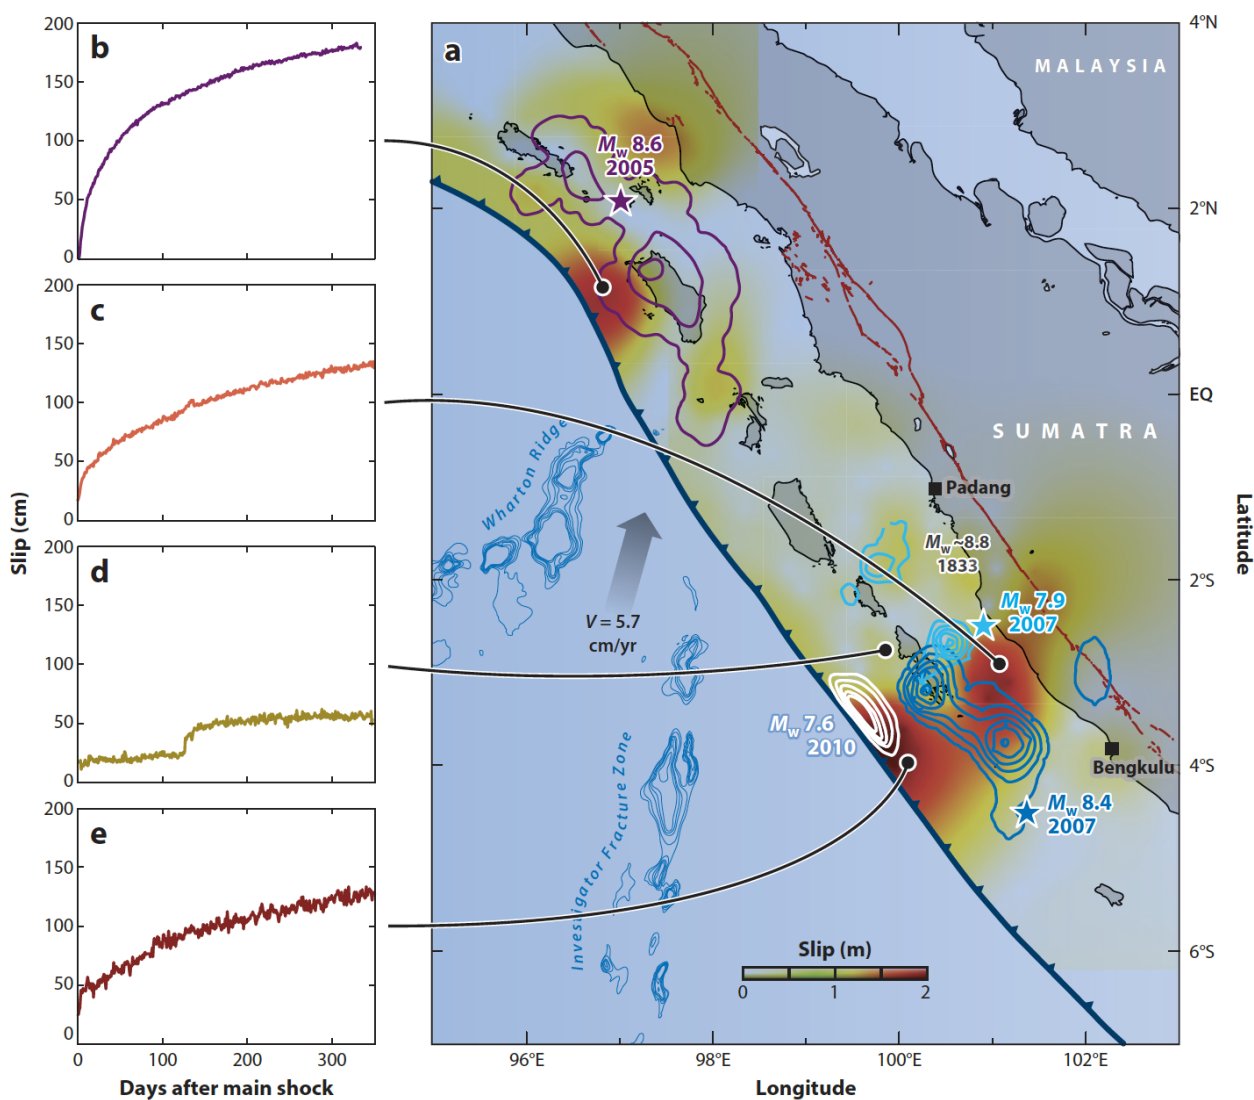 Slip (cm)
b
200
150
100
50
0
c
200
150
100
50
0
d
200
150
100
50
0
e
200
150
100
50
0
0
100
200
300
Days after main shock
a
MALAYSIA
Mw 8.6
2005
SUMATRA
Wharton Ridge
Padang
Mw ~8.8
1833
V = 5.7
cm/yr
Mw 7.9
2007
Mw 7.6
2010
Bengkulu
Mw 8.4
2007
Investigator Fracture Zone
Slip (m)
0
1
2
4°N
2°N
EQ
2°S
4°S
6°S
Latitude
96°E
98°E
100°E
102°E
Longitude